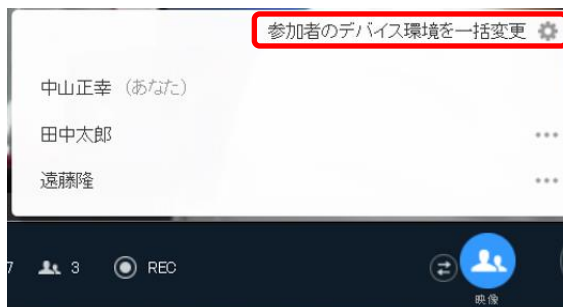 参加者のデバイス環境を一括変更
中山正幸（あなた）
田中太郎
遠藤隆
7 3 REC
映像